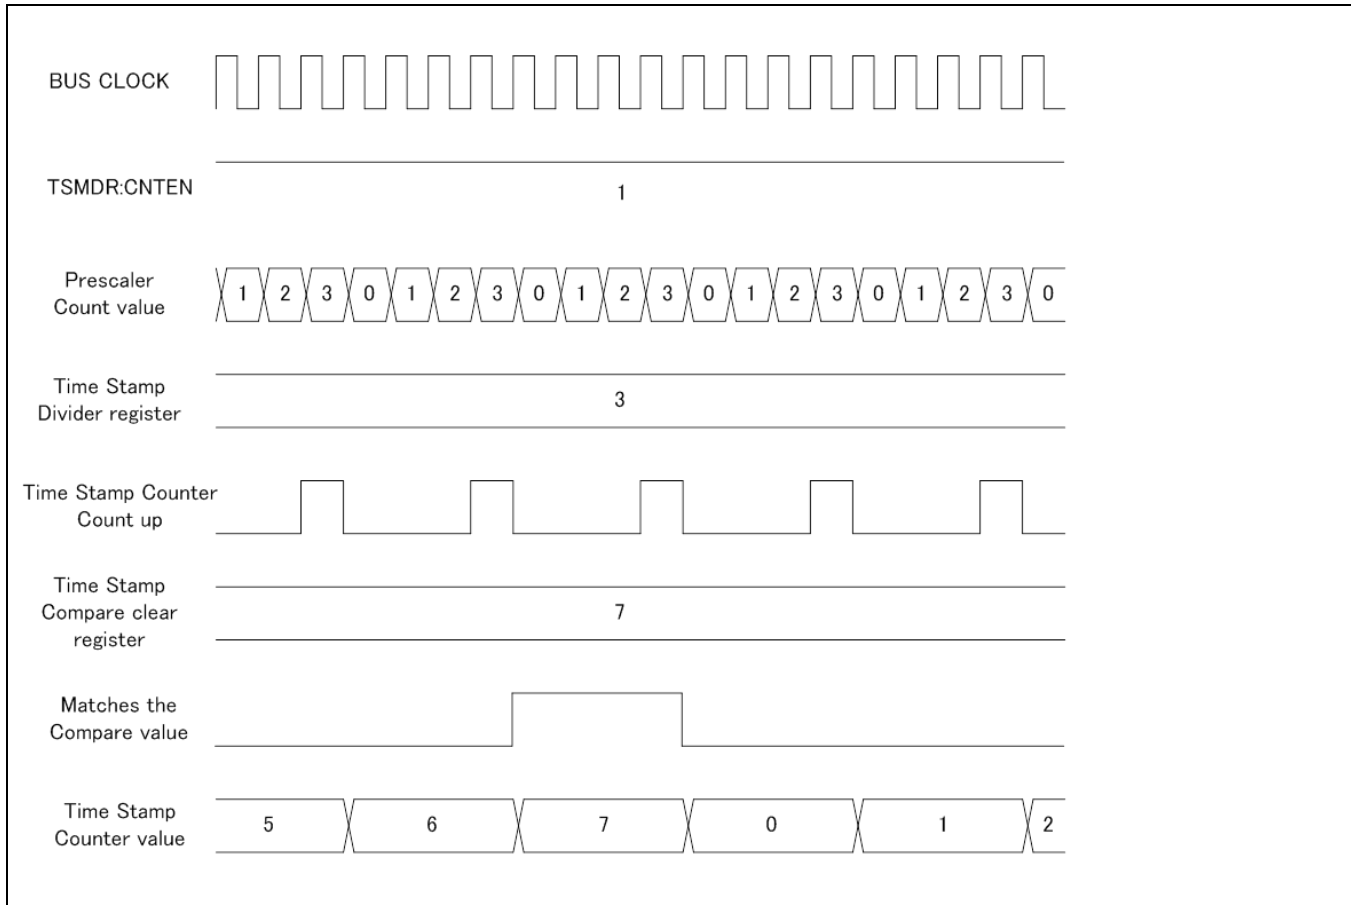 BUS CLOCK
TSMDR:CNTEN
1
Prescaler
Count value
1 2 3 0 1 2 3 0 1 2 3 0 1 2 3 0 1 2 3 0
Time Stamp
Divider register
3
Time Stamp Counter
Count up
Time Stamp
Compare clear
register
7
Matches the
Compare value
Time Stamp
Counter value
5 6 7 0 1 2